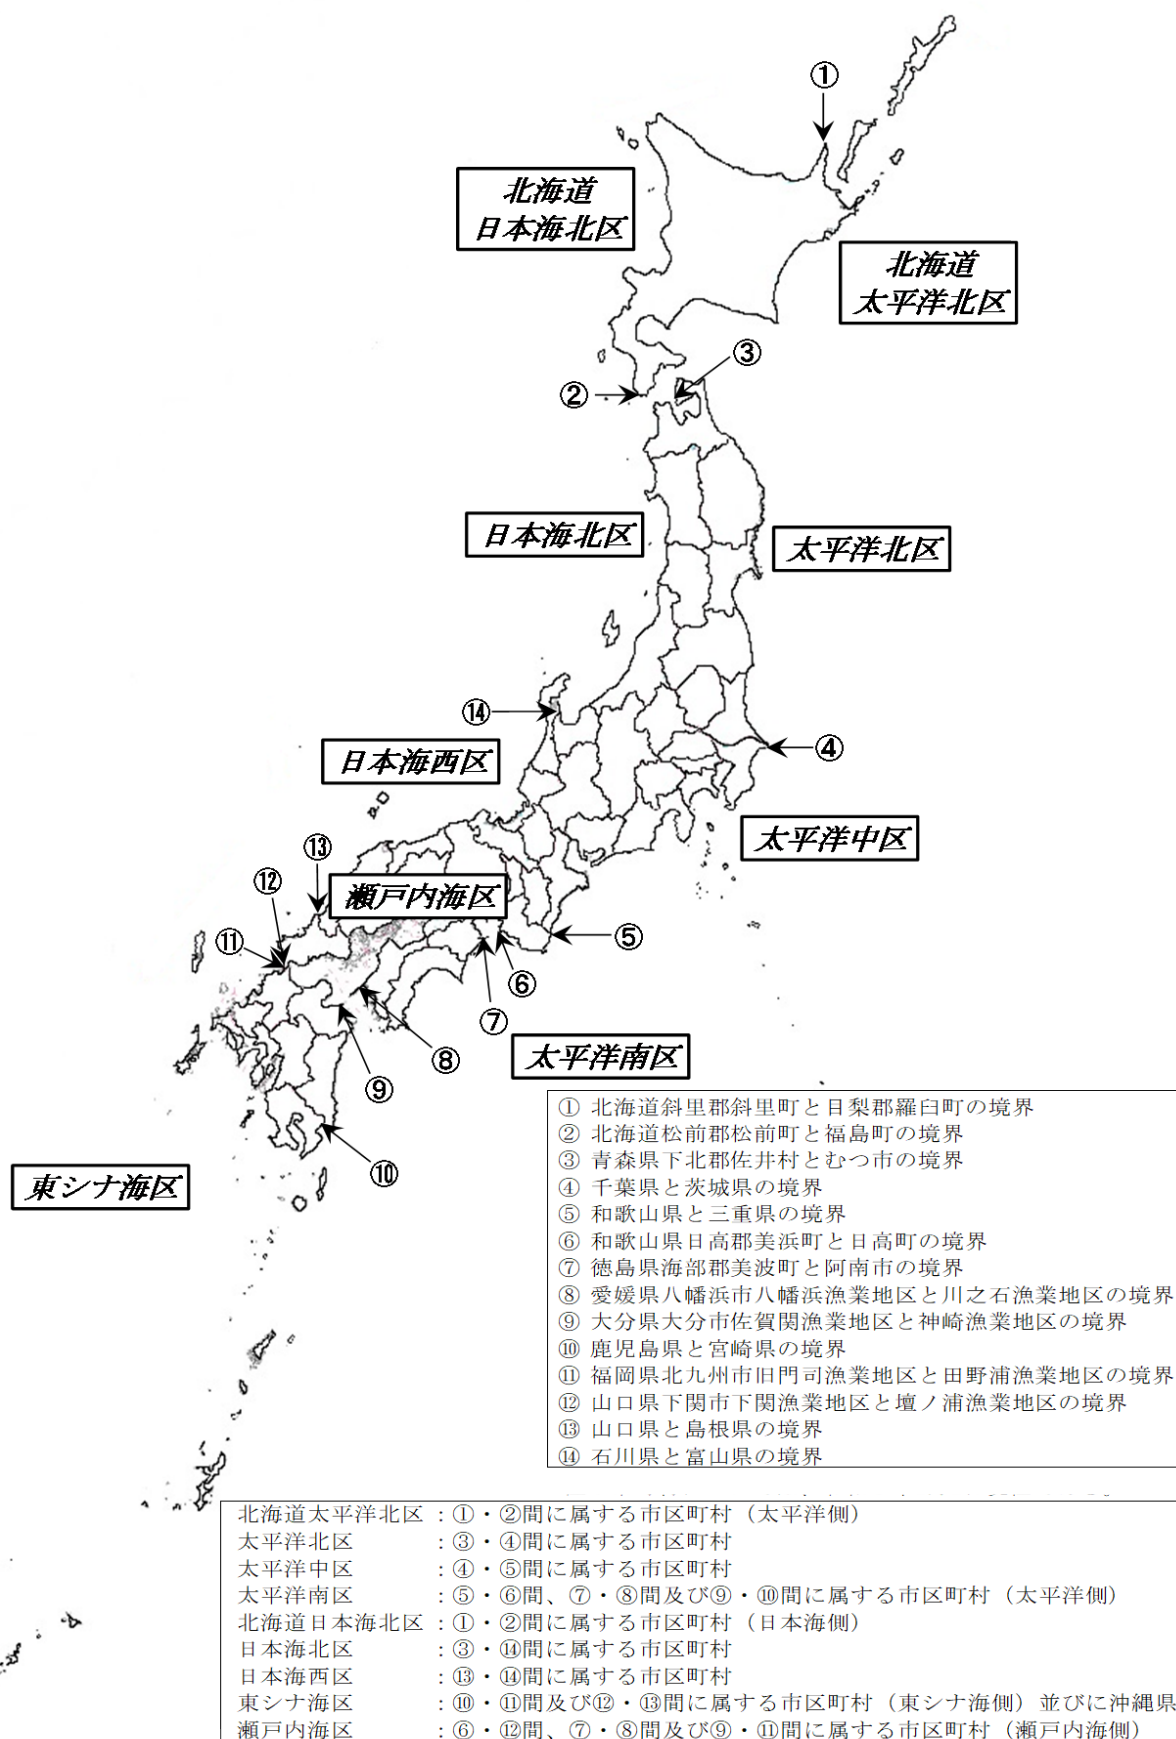 ①
北海道
日本海北区
北海道
太平洋北区
③
②
日本海北区
太平洋北区
⑭
④
日本海西区
太平洋中区
⑬
⑫
瀬戸内海区
⑪
⑤
⑥
⑦
太平洋南区
⑧
⑨
⑩
東シナ海区
① 北海道斜里郡斜里町と目梨郡羅臼町の境界
② 北海道松前郡松前町と福島町の境界
③ 青森県下北郡佐井村とむつ市の境界
④ 千葉県と茨城県の境界
⑤ 和歌山県と三重県の境界
⑥ 和歌山県日高郡美浜町と日高町の境界
⑦ 徳島県海部郡美波町と阿南市の境界
⑧ 愛媛県八幡浜市八幡浜漁業地区と川之石漁業地区の境界
⑨ 大分県大分市佐賀関漁業地区と神崎漁業地区の境界
⑩ 鹿児島県と宮崎県の境界
⑪ 福岡県北九州市旧門司漁業地区と田野浦漁業地区の境界
⑫ 山口県下関市下関漁業地区と壇ノ浦漁業地区の境界
⑬ 山口県と島根県の境界
⑭ 石川県と富山県の境界
北海道太平洋北区：①・②間に属する市区町村（太平洋側）
太平洋北区：③・④間に属する市区町村
太平洋中区：④・⑤間に属する市区町村
太平洋南区：⑤・⑥間、⑦・⑧間及び⑨・⑩間に属する市区町村（太平洋側）
北海道日本海北区：①・②間に属する市区町村（日本海側）
日本海北区：③・⑭間に属する市区町村
日本海西区：⑬・⑭間に属する市区町村
東シナ海区：⑩・⑪間及び⑫・⑬間に属する市区町村（東シナ海側）並びに沖縄県
瀬戸内海区：⑥・⑫間、⑦・⑧間及び⑨・⑪間に属する市区町村（瀬戸内海側）